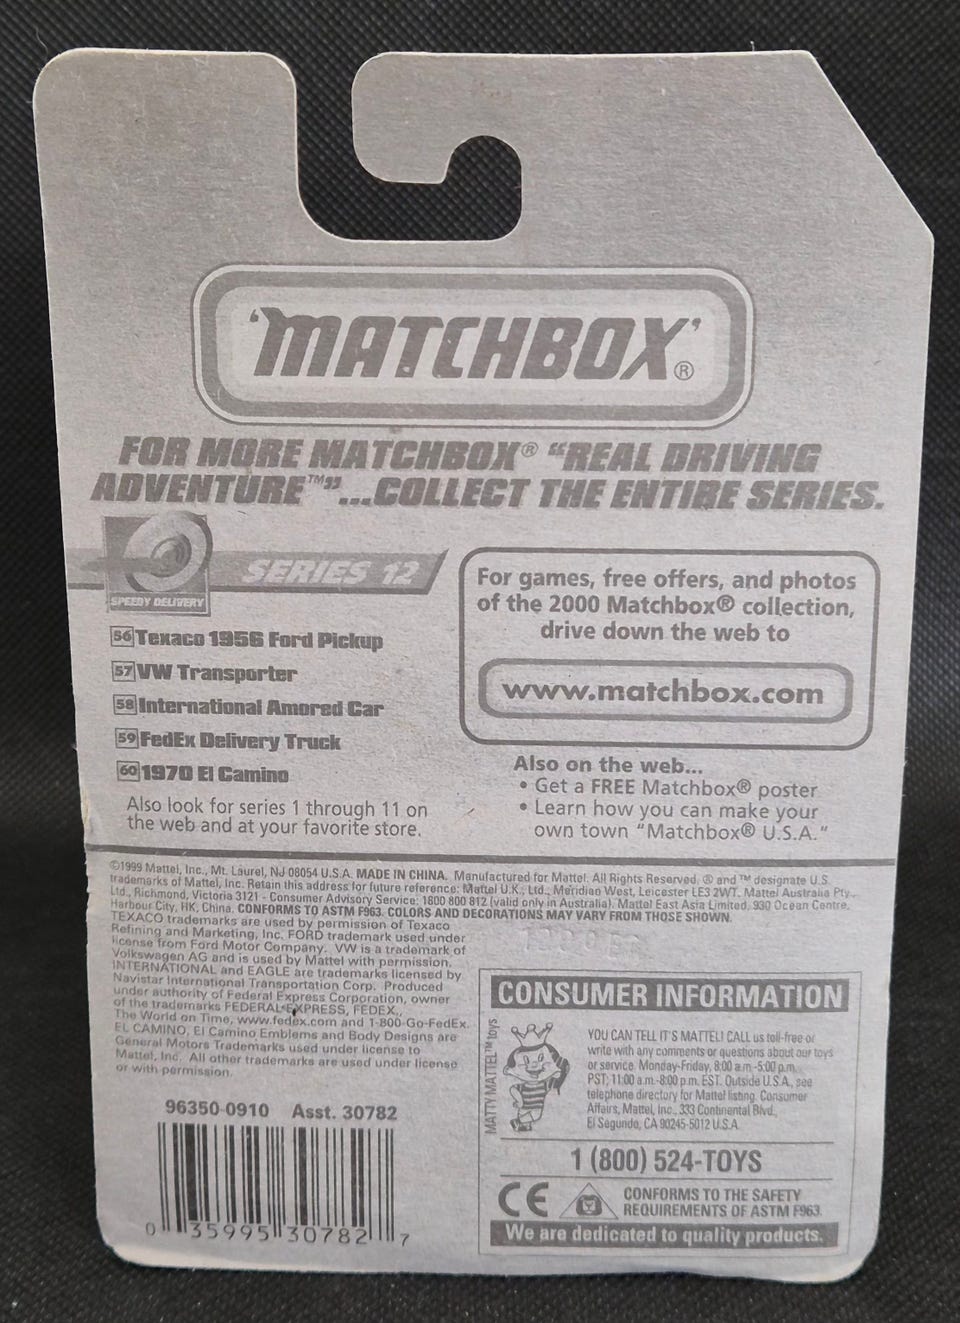 'MATCHBOX'®
FOR MORE MATCHBOX® "REAL DRIVING
ADVENTURE™"...COLLECT THE ENTIRE SERIES.
SPEEDY DELIVERY
SERIES 12
56 Texaco 1956 Ford Pickup
57 VW Transporter
58 International Amored Car
59 FedEx Delivery Truck
60 1970 El Camino
Also look for series 1 through 11 on
the web and at your favorite store.
For games, free offers, and photos
of the 2000 Matchbox® collection,
drive down the web to
www.matchbox.com
Also on the web...
• Get a FREE Matchbox® poster
• Learn how you can make your
own town "Matchbox® U.S.A."
©1999 Mattel, Inc., Mt. Laurel, NJ 08054 U.S.A. MADE IN CHINA. Manufactured for Mattel. All Rights Reserved. ® and ™ designate U.S.
trademarks of Mattel, Inc. Retain this address for future reference: Mattel U.K., Ltd., Meridian West, Leicester LE3 2WT. Mattel Australia Pty.,
Ltd., Richmond, Victoria 3121 - Consumer Advisory Service: 1800 800 812 (valid only in Australia). Mattel East Asia Limited, 930 Ocean Centre,
Harbour City, HK, China. CONFORMS TO ASTM F963. COLORS AND DECORATIONS MAY VARY FROM THOSE SHOWN.
TEXACO trademarks are used by permission of Texaco
Refining and Marketing, Inc. FORD trademark used under
license from Ford Motor Company. VW is a trademark of
Volkswagen AG and is used by Mattel with permission.
INTERNATIONAL and EAGLE are trademarks licensed by
Navistar International Transportation Corp. Produced
under authority of Federal Express Corporation, owner
of the trademarks FEDERAL EXPRESS, FEDEX.,
The World on Time, www.fedex.com and 1-800-Go-FedEx.
EL CAMINO, El Camino Emblems and Body Designs are
General Motors Trademarks used under license to
Mattel, Inc. All other trademarks are used under license
or with permission.
96350-0910 Asst. 30782
0 35995 30782 7
CONSUMER INFORMATION
MATTY MATTEL™ toys
YOU CAN TELL IT'S MATTEL! CALL us toll-free or
write with any comments or questions about our toys
or service. Monday-Friday, 8:00 a.m.-5:00 p.m.
PST; 11:00 a.m.-8:00 p.m. EST. Outside U.S.A., see
telephone directory for Mattel listing. Consumer
Affairs, Mattel, Inc., 333 Continental Blvd.,
El Segundo, CA 90245-5012 U.S.A.
1 (800) 524-TOYS
CE
CONFORMS TO THE SAFETY
REQUIREMENTS OF ASTM F963.
We are dedicated to quality products.